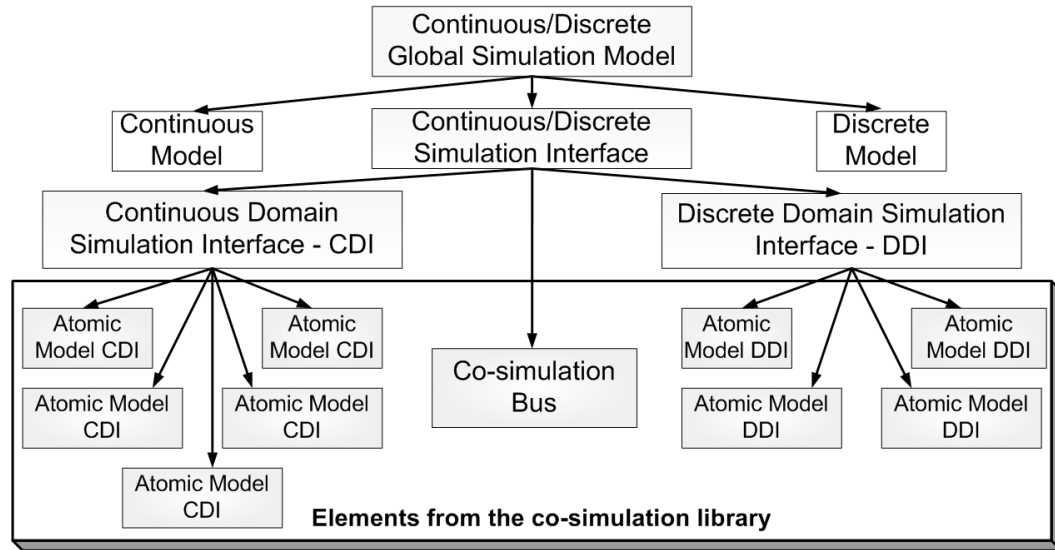 Continuous/Discrete
Global Simulation Model
Continuous
Model
Continuous/Discrete
Simulation Interface
Discrete
Model
Continuous Domain
Simulation Interface - CDI
Discrete Domain Simulation
Interface - DDI
Atomic
Model CDI
Atomic
Model CDI
Atomic Model
CDI
Atomic Model
CDI
Atomic Model
CDI
Co-simulation
Bus
Atomic
Model DDI
Atomic
Model DDI
Atomic Model
DDI
Atomic Model
DDI
Elements from the co-simulation library